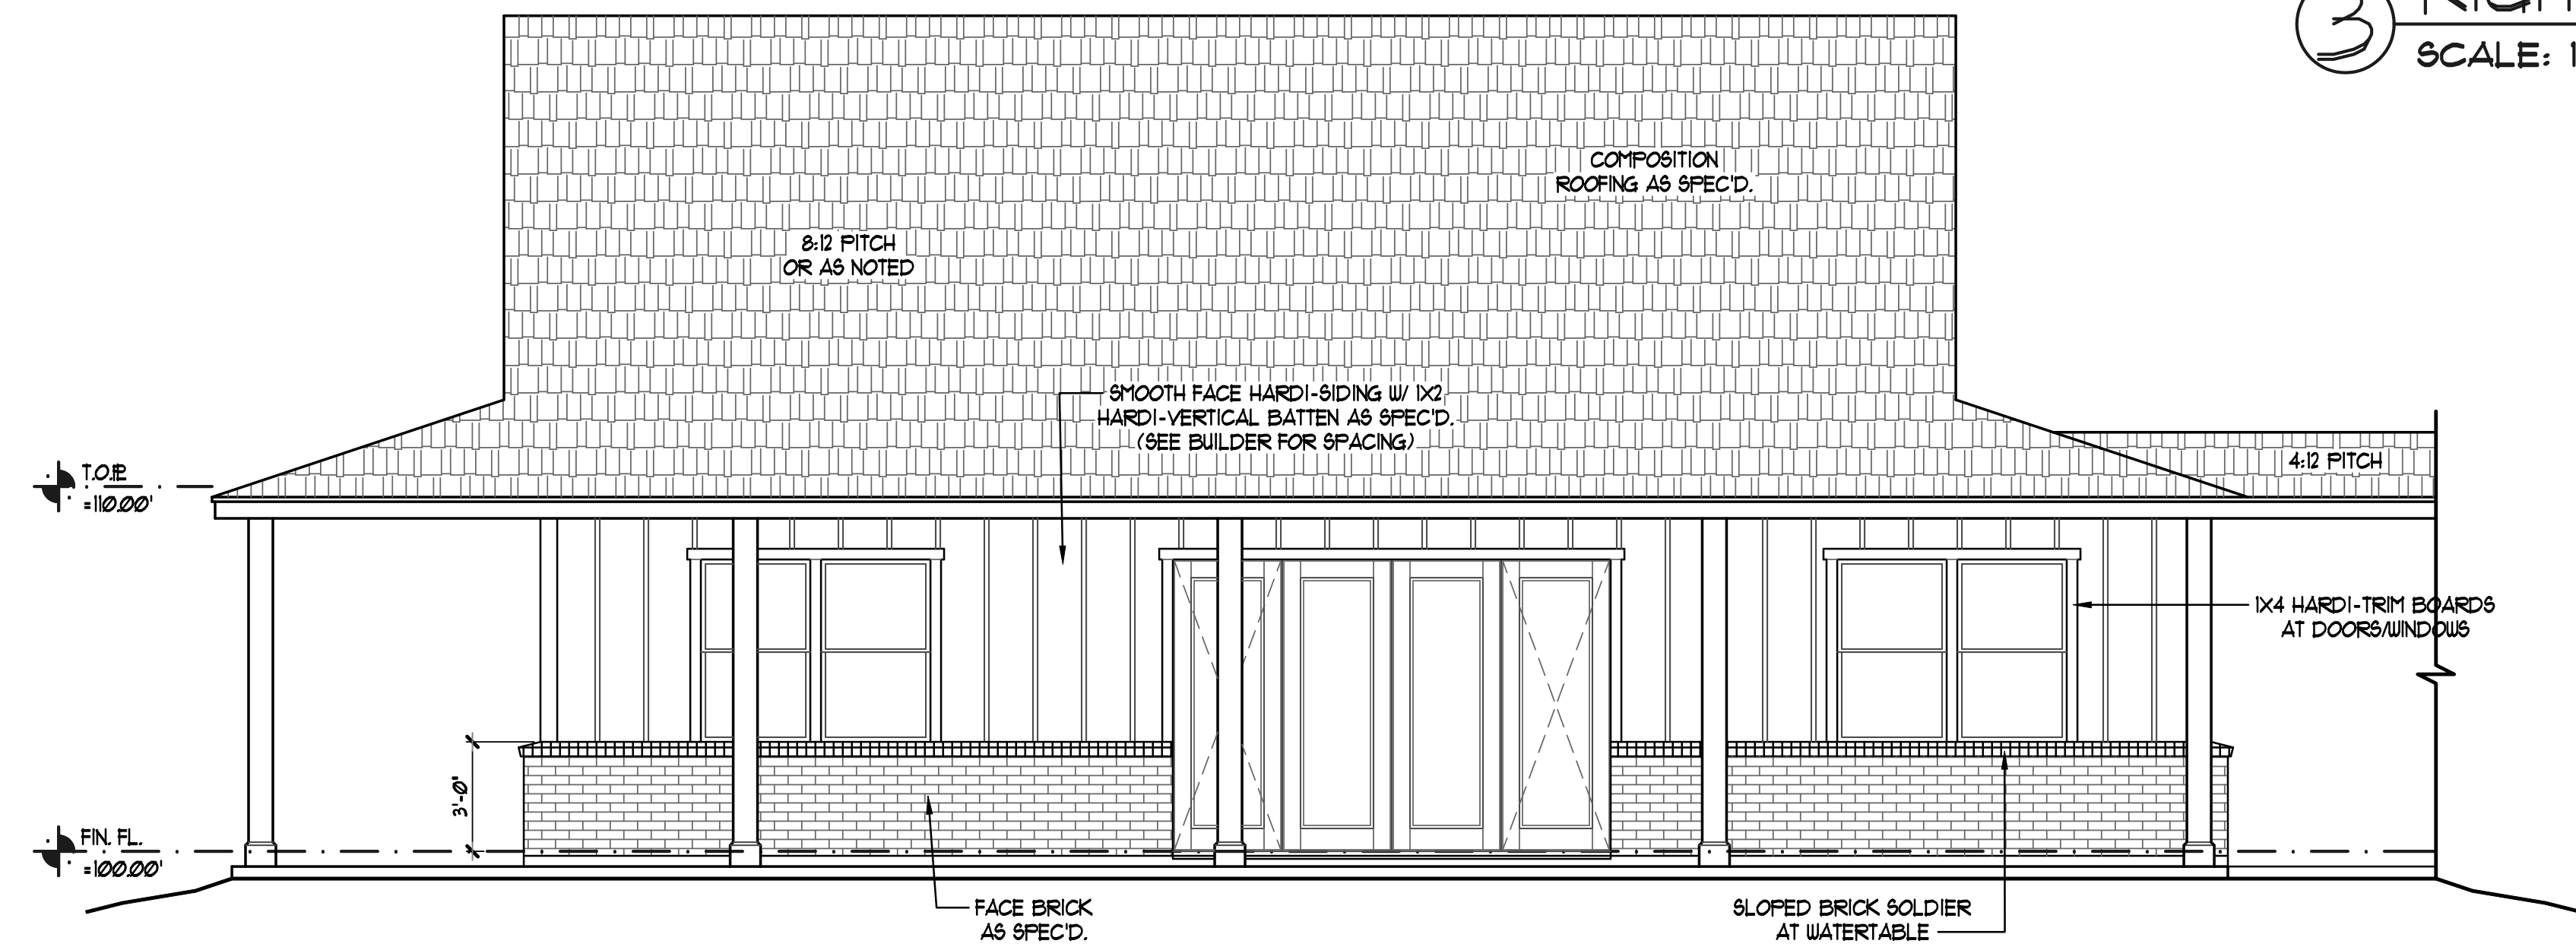 3
SCALE: 1
COMPOSITION
ROOFING AS SPEC'D.
8:12 PITCH
OR AS NOTED
SMOOTH FACE HARDI-SIDING W/ 1X2
HARDI-VERTICAL BATTEN AS SPEC'D.
(SEE BUILDER FOR SPACING)
4:12 PITCH
T.O.P.
=110.00'
1X4 HARDI-TRIM BOARDS
AT DOORS/WINDOWS
3'-0"
FIN. FL.
=100.00'
FACE BRICK
AS SPEC'D.
SLOPED BRICK SOLDIER
AT WATERTABLE